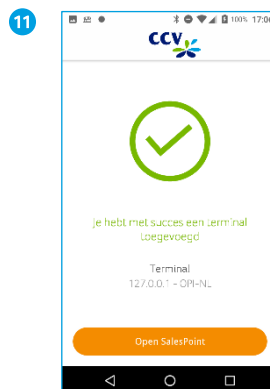 11
100% 17:06
CCV
Je hebt met succes een terminal
toegevoegd
Terminal
127.0.0.1 - OPI-NL
Open SalesPoint